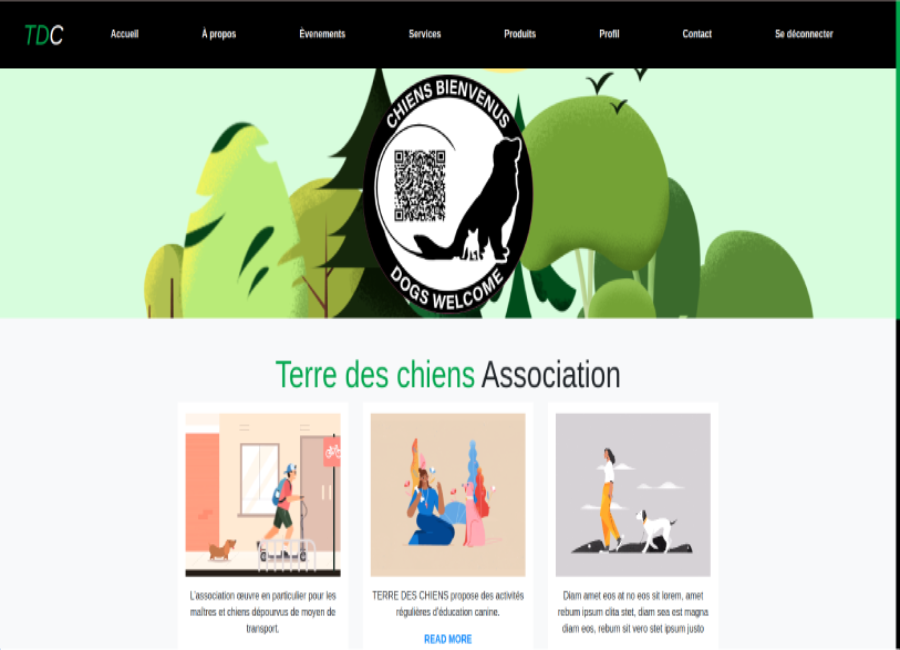 TDC
Accueil
À propos
Èvenements
Services
Produits
Profil
Contact
Se déconnecter
CHIENS BIENVENUS
DOGS WELCOME
Terre des chiens Association
L'association œuvre en particulier pour les
maîtres et chiens dépourvus de moyen de
transport.
TERRE DES CHIENS propose des activités
régulières d'éducation canine.
READ MORE
Diam amet eos at no eos sit lorem, amet
rebum ipsum clita stet, diam sea est magna
diam eos, rebum sit vero stet ipsum justo